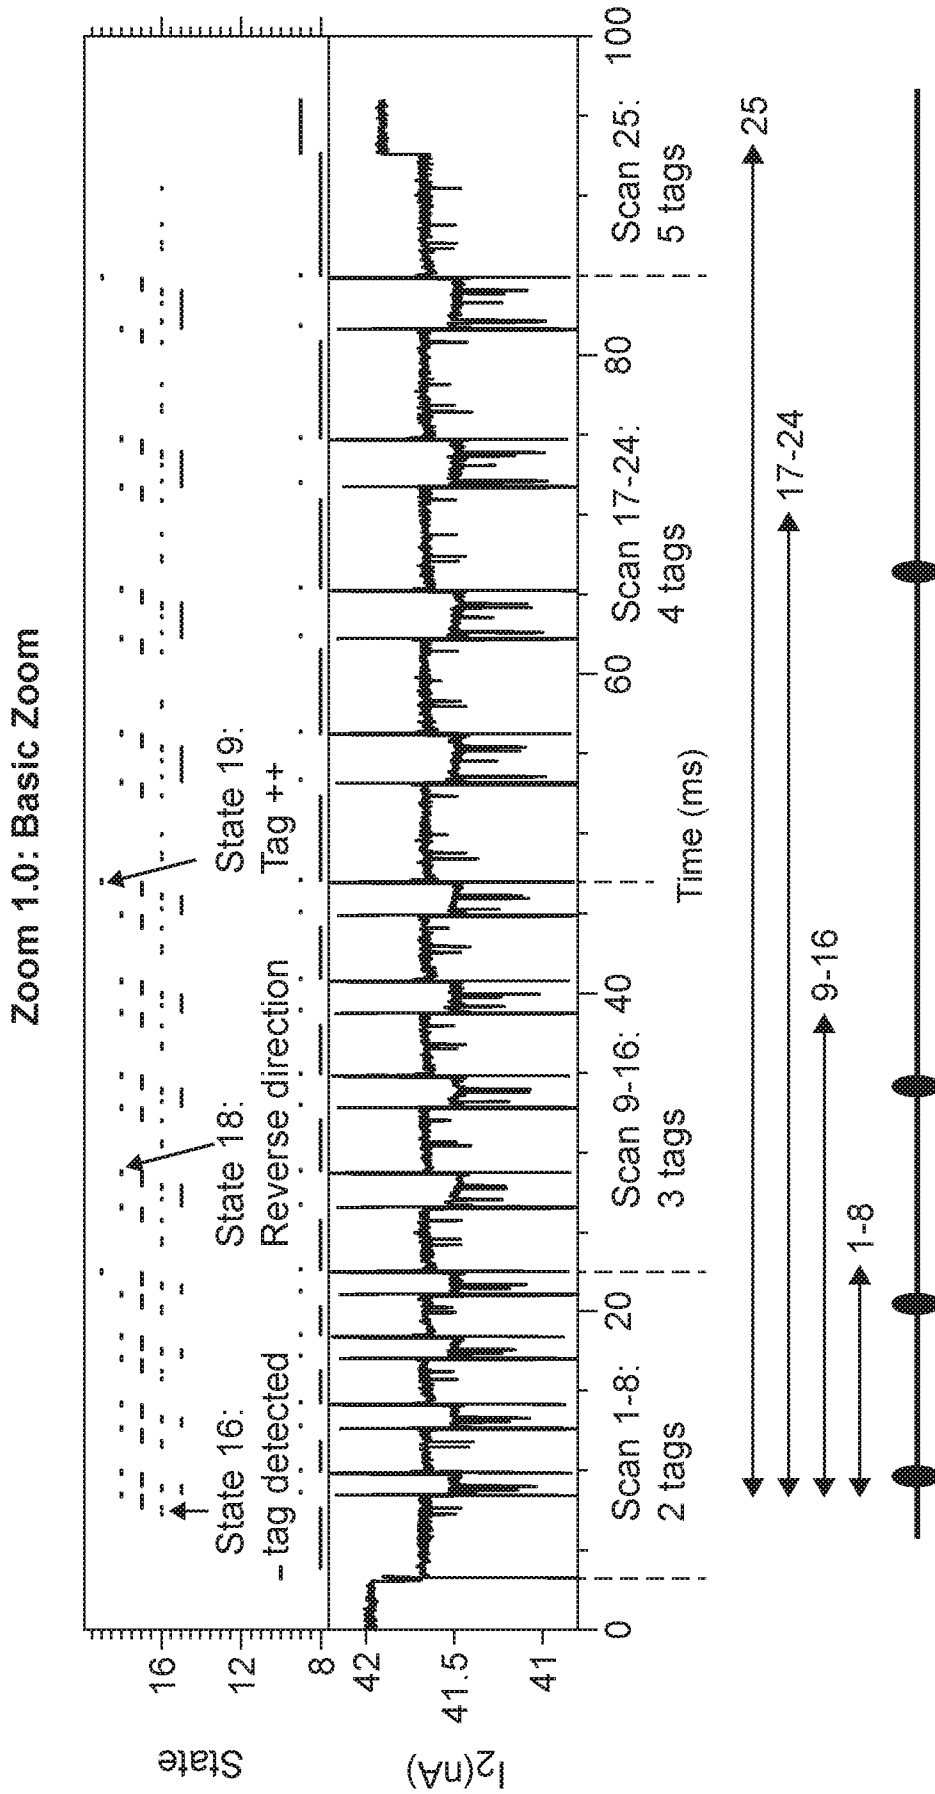 Zoom 1.0: Basic Zoom
State
16
12
8
State 16:
- tag detected
State 18:
Reverse direction
State 19:
Tag ++
I2(nA)
42
41.5
41
0
20
40
60
80
100
Scan 1-8:
2 tags
Scan 9-16:
3 tags
Scan 17-24:
4 tags
Scan 25:
5 tags
Time (ms)
25
17-24
9-16
1-8